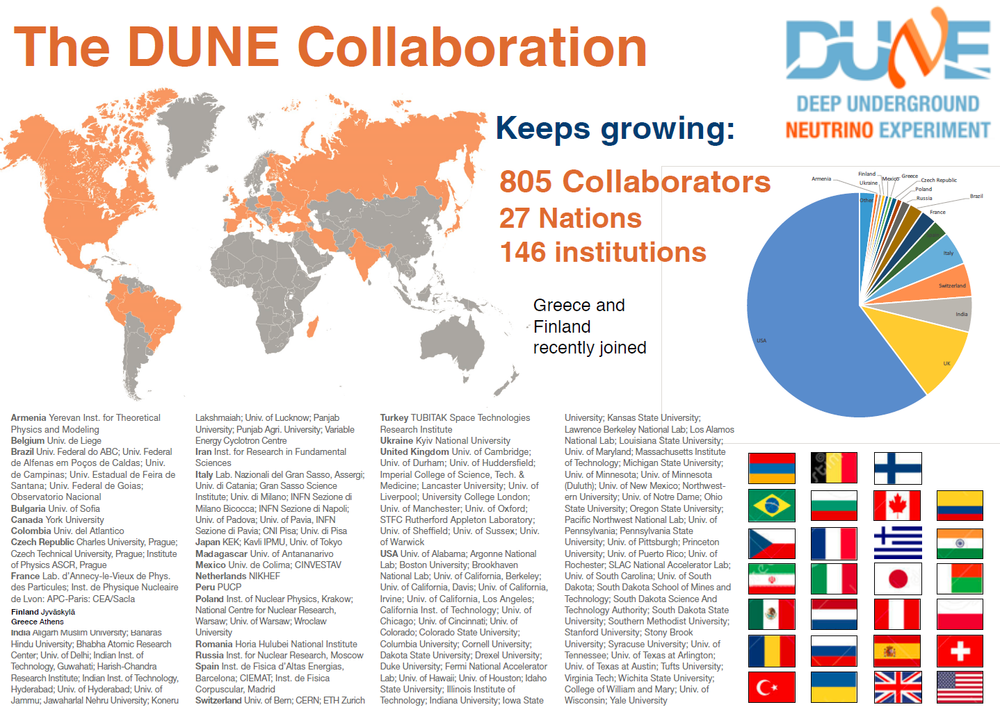 The DUNE Collaboration
DUNE
DEEP UNDERGROUND
NEUTRINO EXPERIMENT
Keeps growing:
805 Collaborators
27 Nations
146 institutions
Greece and
Finland
recently joined
Armenia
Finland
Ukraine
Mexico
Greece
Czech Republic
Poland
Russia
Brazil
France
Other
Spain
Italy
Switzerland
India
UK
USA
Armenia Yerevan Inst. for Theoretical
Physics and Modeling
Belgium Univ. de Liege
Brazil Univ. Federal do ABC; Univ. Federal
de Alfenas em Poços de Caldas; Univ.
de Campinas; Univ. Estadual de Feira de
Santana; Univ. Federal de Goias;
Observatorio Nacional
Bulgaria Univ. of Sofia
Canada York University
Colombia Univ. del Atlantico
Czech Republic Charles University, Prague;
Czech Technical University, Prague; Institute
of Physics ASCR, Prague
France Lab. d'Annecy-le-Vieux de Phys.
des Particules; Inst. de Physique Nucleaire
de Lyon; APC-Paris; CEA/Sacla
Finland Jyväskylä
Greece Athens
India Aligarh Muslim University; Banaras
Hindu University; Bhabha Atomic Research
Center; Univ. of Delhi; Indian Inst. of
Technology, Guwahati; Harish-Chandra
Research Institute; Indian Inst. of Technology,
Hyderabad; Univ. of Hyderabad; Univ. of
Jammu; Jawaharlal Nehru University; Koneru
Lakshmaiah; Univ. of Lucknow; Panjab
University; Punjab Agri. University; Variable
Energy Cyclotron Centre
Iran Inst. for Research in Fundamental
Sciences
Italy Lab. Nazionali del Gran Sasso, Assergi;
Univ. di Catania; Gran Sasso Science
Institute; Univ. di Milano; INFN Sezione di
Milano Bicocca; INFN Sezione di Napoli;
Univ. of Padova; Univ. of Pavia, INFN
Sezione di Pavia; CNI Pisa; Univ. di Pisa
Japan KEK; Kavli IPMU, Univ. of Tokyo
Madagascar Univ. of Antananarivo
Mexico Univ. de Colima; CINVESTAV
Netherlands NIKHEF
Peru PUCP
Poland Inst. of Nuclear Physics, Krakow;
National Centre for Nuclear Research,
Warsaw; Univ. of Warsaw; Wroclaw
University
Romania Horia Hulubei National Institute
Russia Inst. for Nuclear Research, Moscow
Spain Inst. de Fisica d'Altas Energias,
Barcelona; CIEMAT; Inst. de Fisica
Corpuscular, Madrid
Switzerland Univ. of Bern; CERN; ETH Zurich
Turkey TUBITAK Space Technologies
Research Institute
Ukraine Kyiv National University
United Kingdom Univ. of Cambridge;
Univ. of Durham; Univ. of Huddersfield;
Imperial College of Science, Tech. &
Medicine; Lancaster University; Univ. of
Liverpool; University College London;
Univ. of Manchester; Univ. of Oxford;
STFC Rutherford Appleton Laboratory;
Univ. of Sheffield; Univ. of Sussex; Univ.
of Warwick
USA Univ. of Alabama; Argonne National
Lab; Boston University; Brookhaven
National Lab; Univ. of California, Berkeley;
Univ. of California, Davis; Univ. of California,
Irvine; Univ. of California, Los Angeles;
California Inst. of Technology; Univ. of
Chicago; Univ. of Cincinnati; Univ. of
Colorado; Colorado State University;
Columbia University; Cornell University;
Dakota State University; Drexel University;
Duke University; Fermi National Accelerator
Lab; Univ. of Hawaii; Univ. of Houston; Idaho
State University; Illinois Institute of
Technology; Indiana University; Iowa State
University; Kansas State University;
Lawrence Berkeley National Lab; Los Alamos
National Lab; Louisiana State University;
Univ. of Maryland; Massachusetts Institute
of Technology; Michigan State University;
Univ. of Minnesota; Univ. of Minnesota
(Duluth); Univ. of New Mexico; Northwest-
ern University; Univ. of Notre Dame; Ohio
State University; Oregon State University;
Pacific Northwest National Lab; Univ. of
Pennsylvania; Pennsylvania State
University; Univ. of Pittsburgh; Princeton
University; Univ. of Puerto Rico; Univ. of
Rochester; SLAC National Accelerator Lab;
Univ. of South Carolina; Univ. of South
Dakota; South Dakota School of Mines and
Technology; South Dakota Science And
Technology Authority; South Dakota State
University; Southern Methodist University;
Stanford University; Stony Brook
University; Syracuse University; Univ. of
Tennessee; Univ. of Texas at Arlington;
Univ. of Texas at Austin; Tufts University;
Virginia Tech; Wichita State University;
College of William and Mary; Univ. of
Wisconsin; Yale University